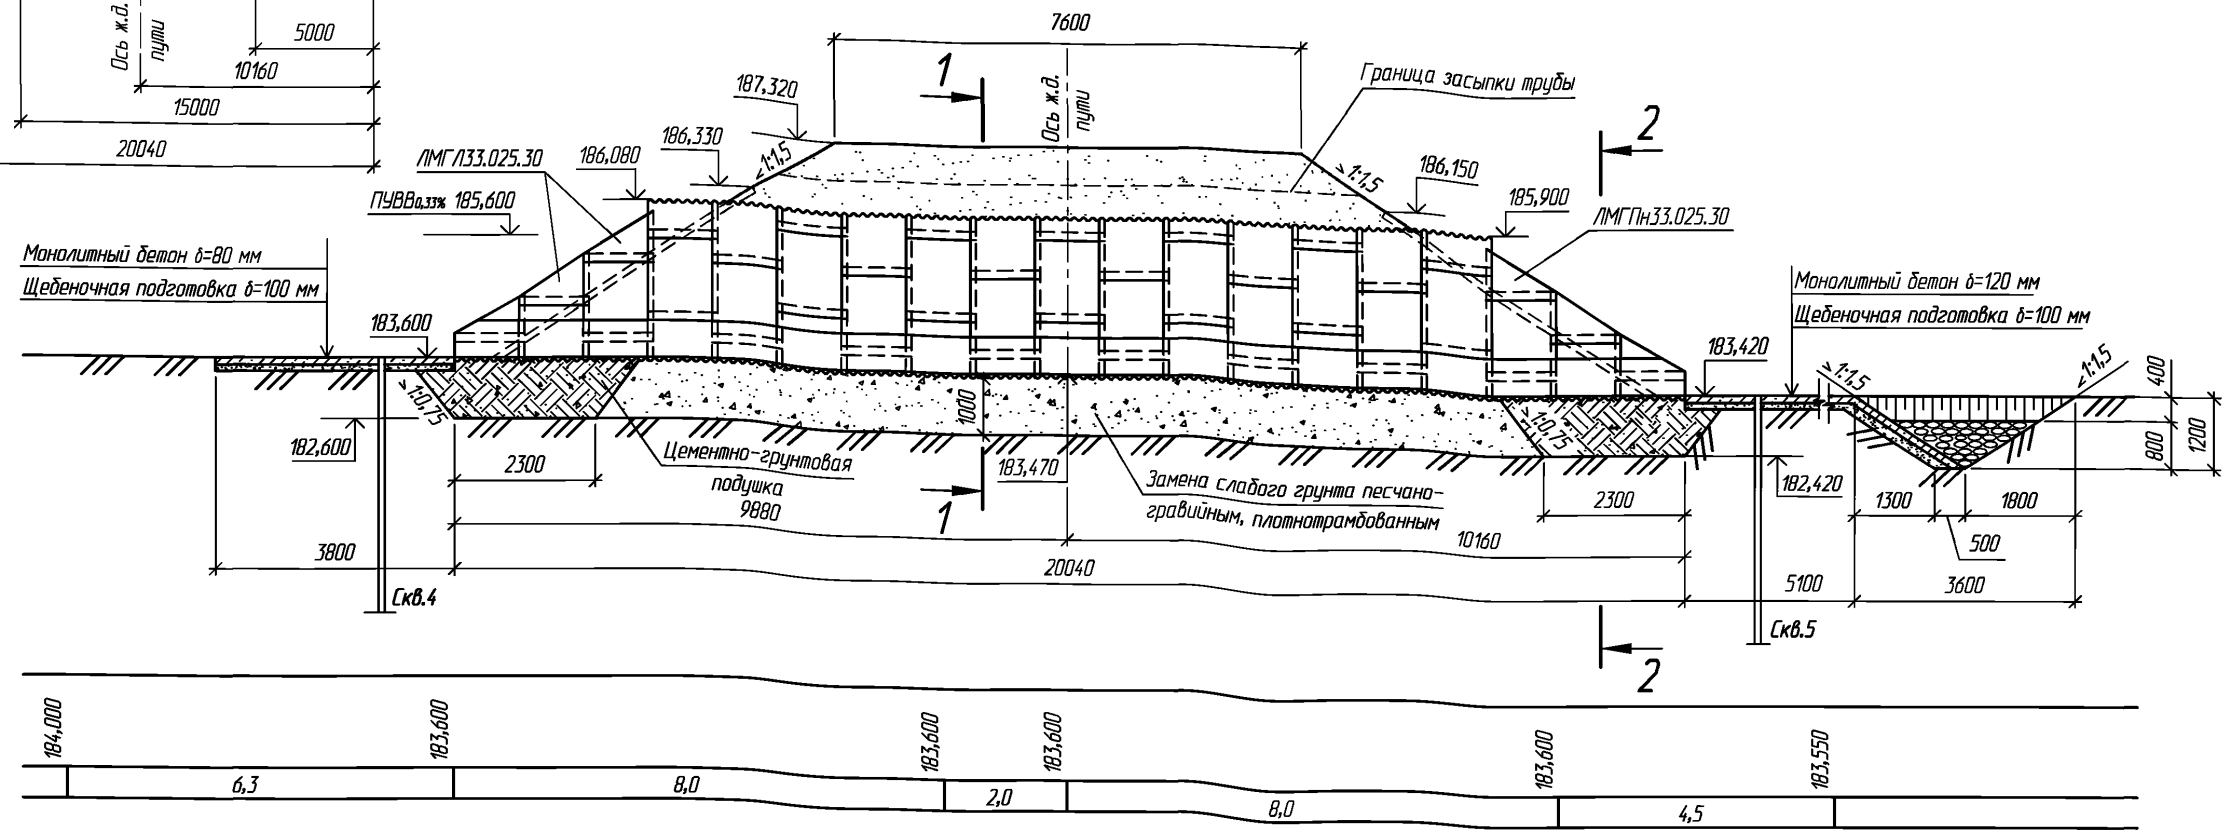 5000
Ось ж.д.
пути
10160
15000
20040
7600
1
187,320
Ось ж.д.
пути
Граница засыпки трубы
2
186,330
186,080
ЛМГЛ33.025.30
<1:1,5
>1:1,5
186,150
185,900
ПУВВ0,33% 185,600
ЛМГПн33.025.30
Монолитный бетон δ=80 мм
Щебеночная подготовка δ=100 мм
183,600
Монолитный бетон δ=120 мм
Щебеночная подготовка δ=100 мм
183,420
>1:1,5
<1:1,5
400
800
1200
>1:0,75
182,600
2300
Цементно-грунтовая
подушка
1000
183,470
Замена слабого грунта песчано-
гравийным, плотнотрамбованным
>1:0,75
182,420
2300
1300
1800
500
1
9880
10160
3800
20040
5100
3600
Скв.4
Скв.5
2
184,000
183,600
183,600
183,600
183,600
183,550
6,3
8,0
2,0
8,0
4,5